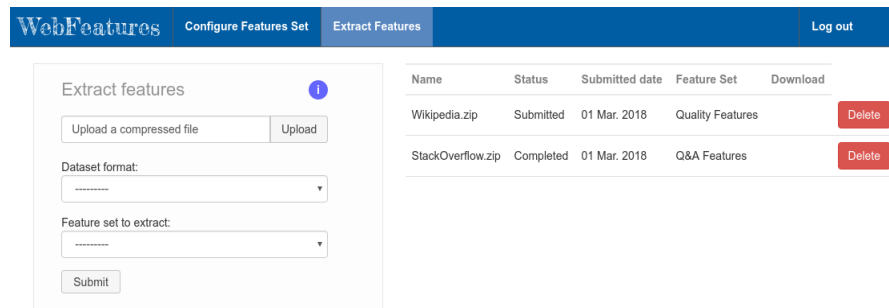 WebFeatures Configure Features Set Extract Features Log out
Extract features i
Upload a compressed file Upload
Dataset format:
---------
Feature set to extract:
---------
Submit
Name Status Submitted date Feature Set Download
Wikipedia.zip Submitted 01 Mar. 2018 Quality Features Delete
StackOverflow.zip Completed 01 Mar. 2018 Q&A Features Delete